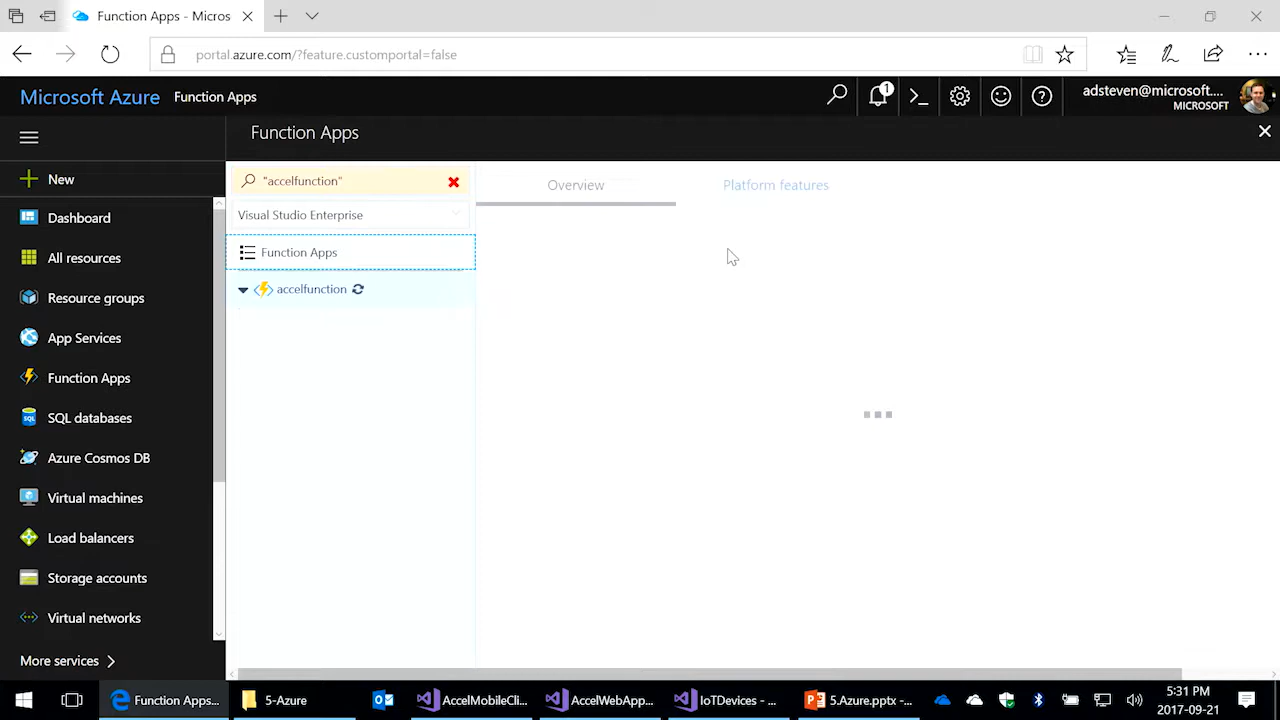 Function Apps - Micros
portal.azure.com/?feature.customportal=false
Microsoft Azure Function Apps
1
adsteven@microsoft....
MICROSOFT
Function Apps
New
Dashboard
All resources
Resource groups
App Services
Function Apps
SQL databases
Azure Cosmos DB
Virtual machines
Load balancers
Storage accounts
Virtual networks
More services
"accelfunction"
Visual Studio Enterprise
Function Apps
accelfunction
Overview
Platform features
Function Apps...
5-Azure
AccelMobileCli...
AccelWebApp...
IoTDevices - ...
5.Azure.pptx - ...
5:31 PM
2017-09-21